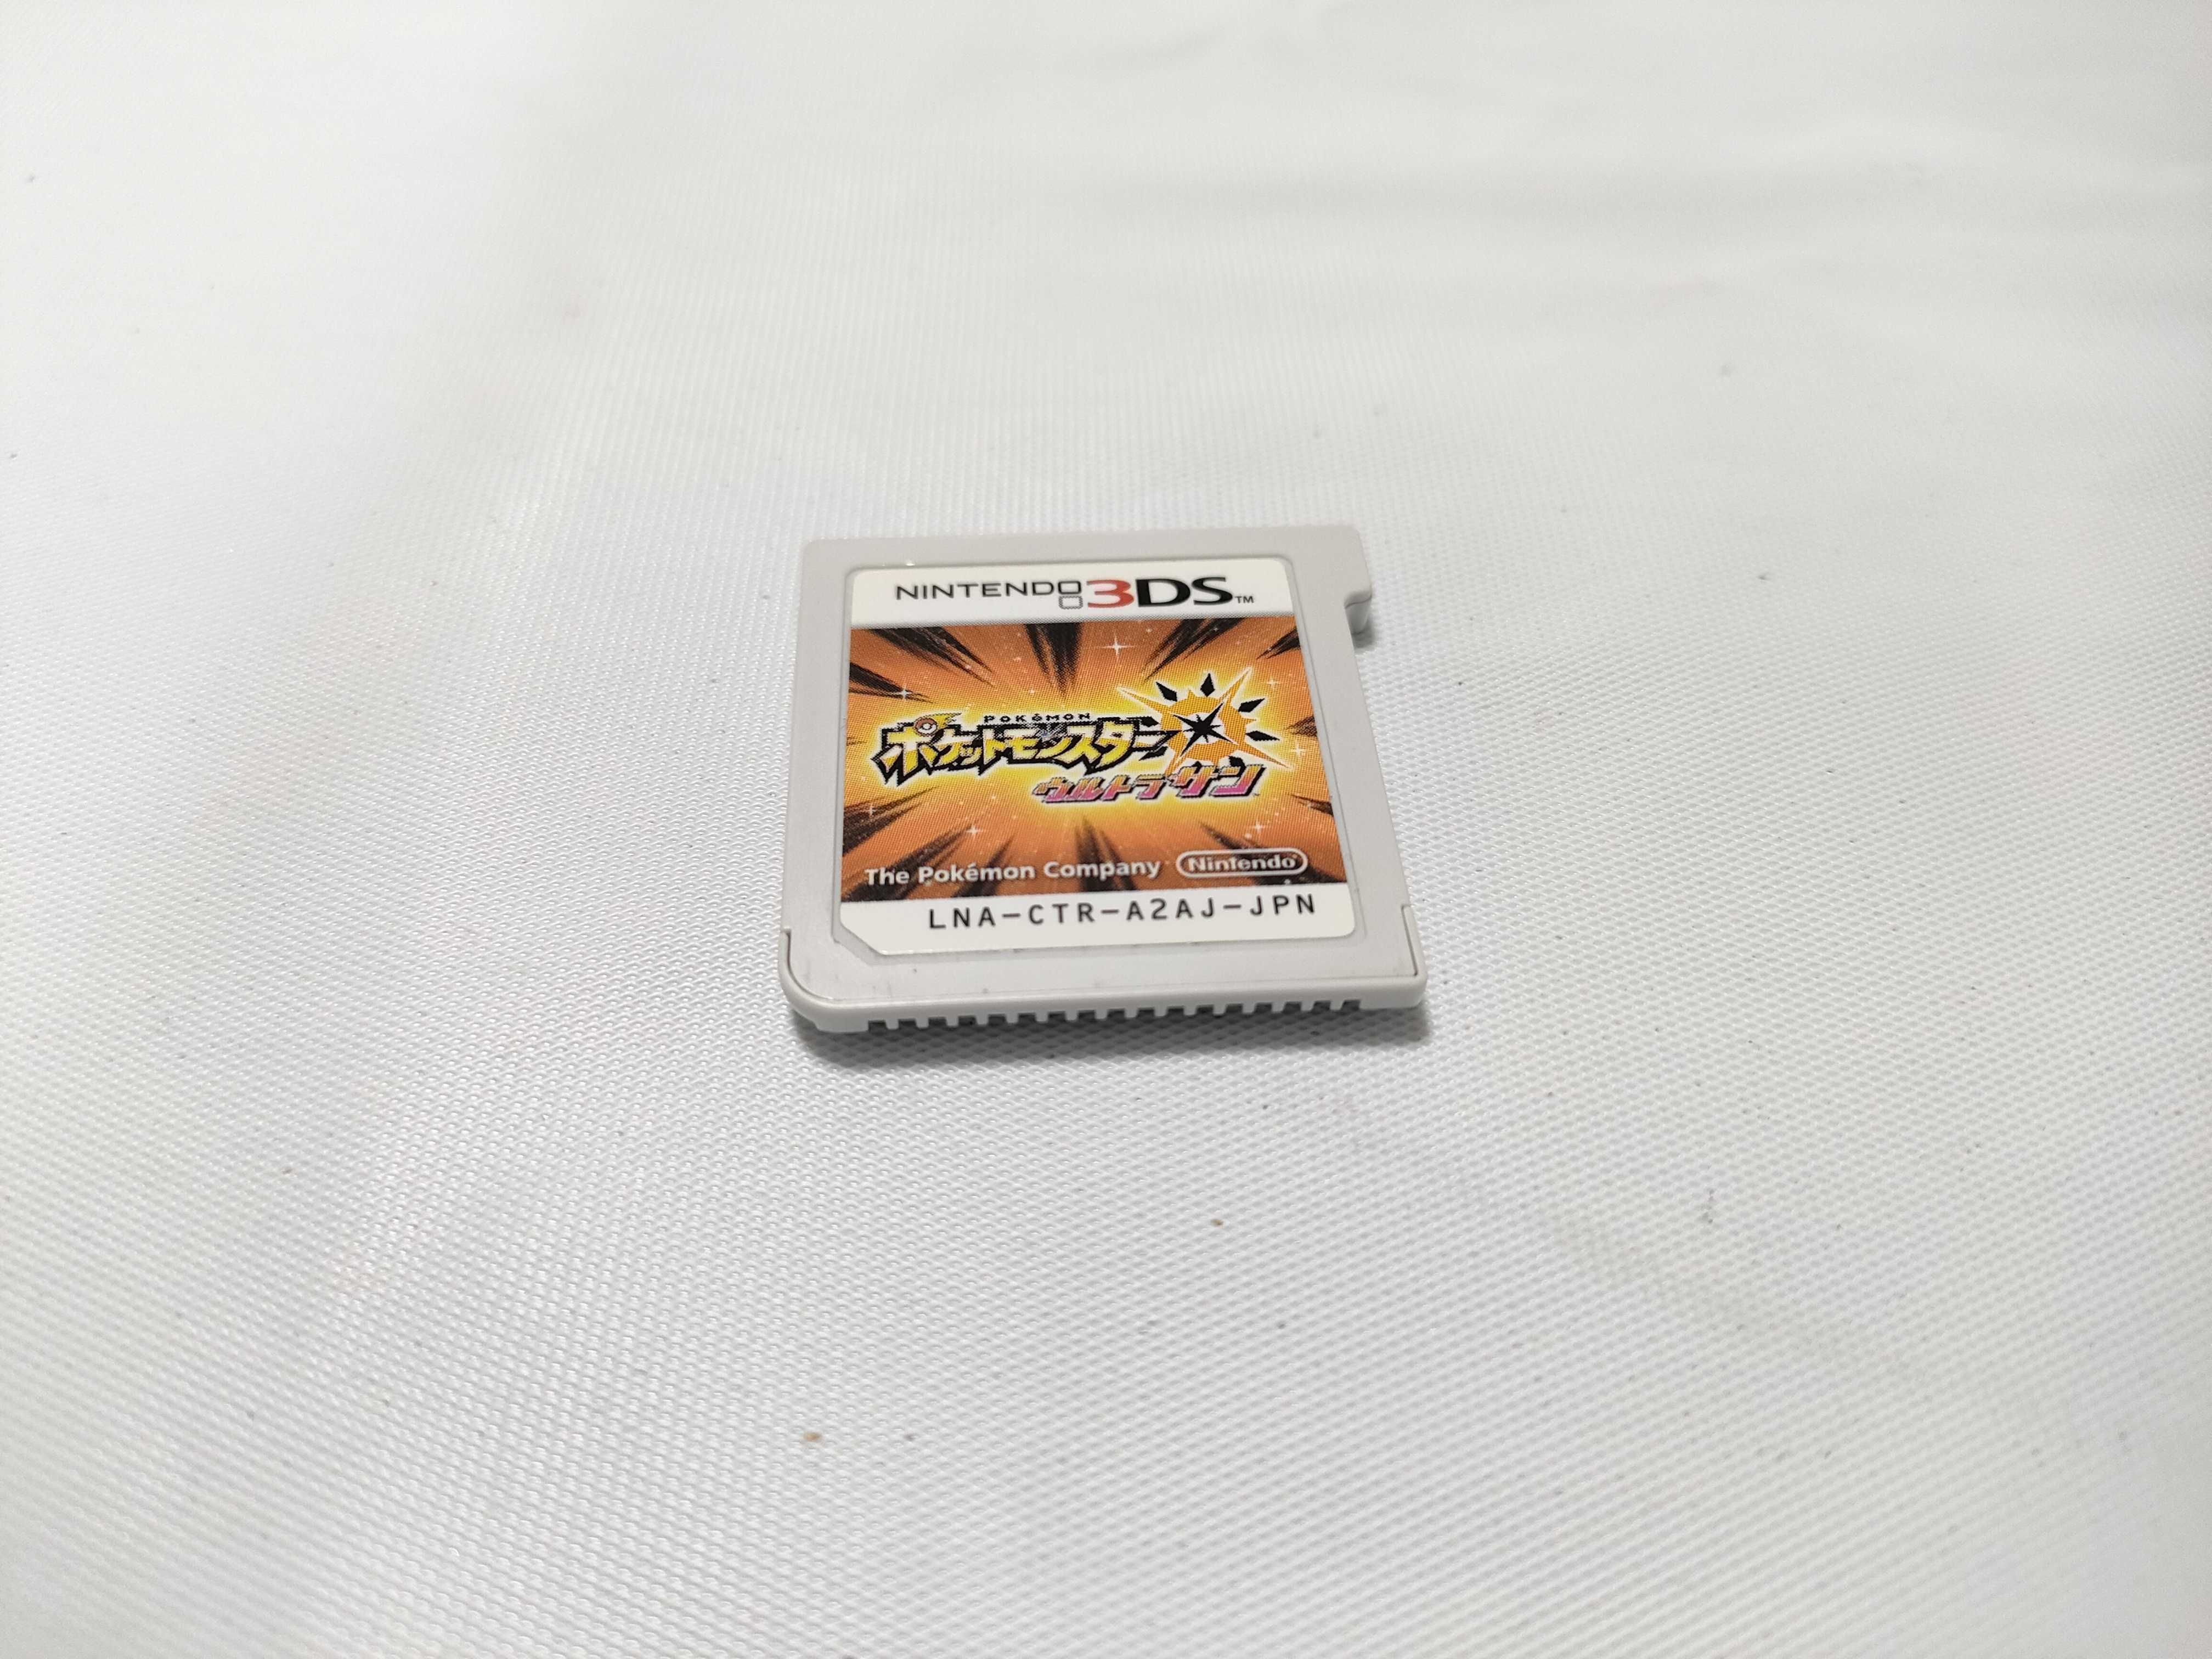 NINTENDO 3DS™
POKéMON
ポケットモンスター
ウルトラサン
The Pokémon Company Nintendo
LNA-CTR-A2AJ-JPN